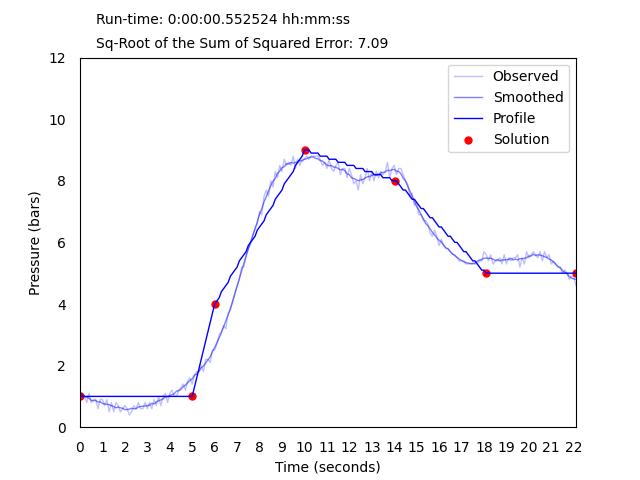 Run-time: 0:00:00.552524 hh:mm:ss
Sq-Root of the Sum of Squared Error: 7.09
12
10
8
6
4
2
0
Pressure (bars)
Observed
Smoothed
Profile
Solution
0 1 2 3 4 5 6 7 8 9 10 11 12 13 14 15 16 17 18 19 20 21 22
Time (seconds)